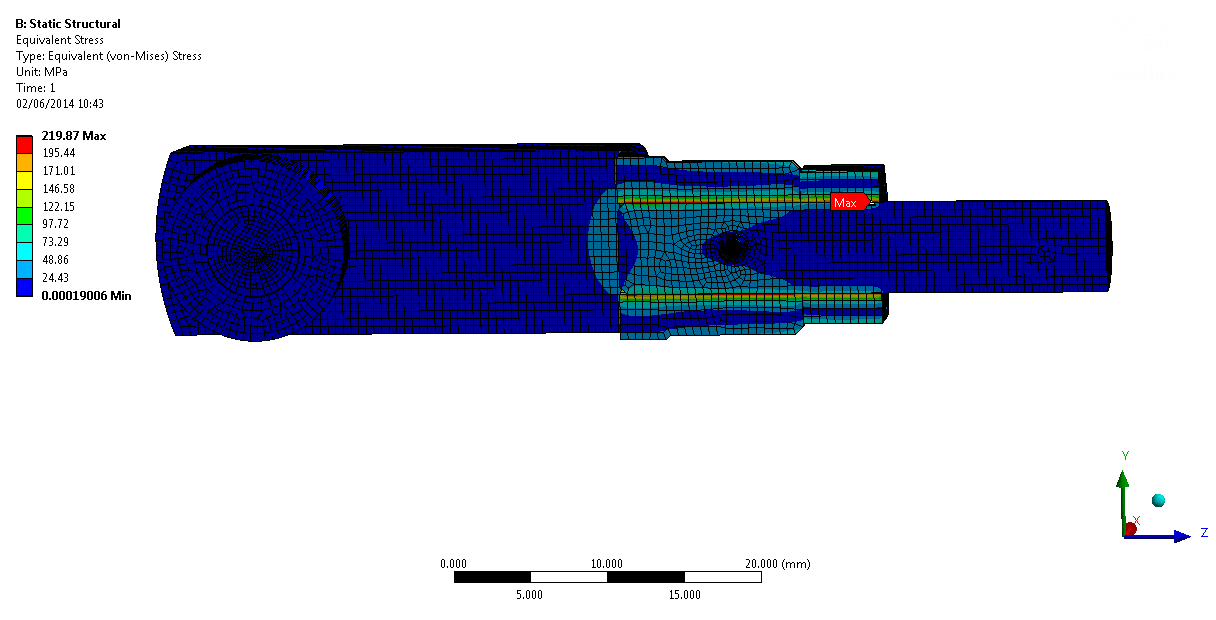 B: Static Structural
Equivalent Stress
Type: Equivalent (von-Mises) Stress
Unit: MPa
Time: 1
02/06/2014 10:43
219.87 Max
195.44
171.01
146.58
122.15
97.72
73.29
48.86
24.43
0.00019006 Min
Max
Y
X
Z
0.000 10.000 20.000 (mm)
5.000 15.000